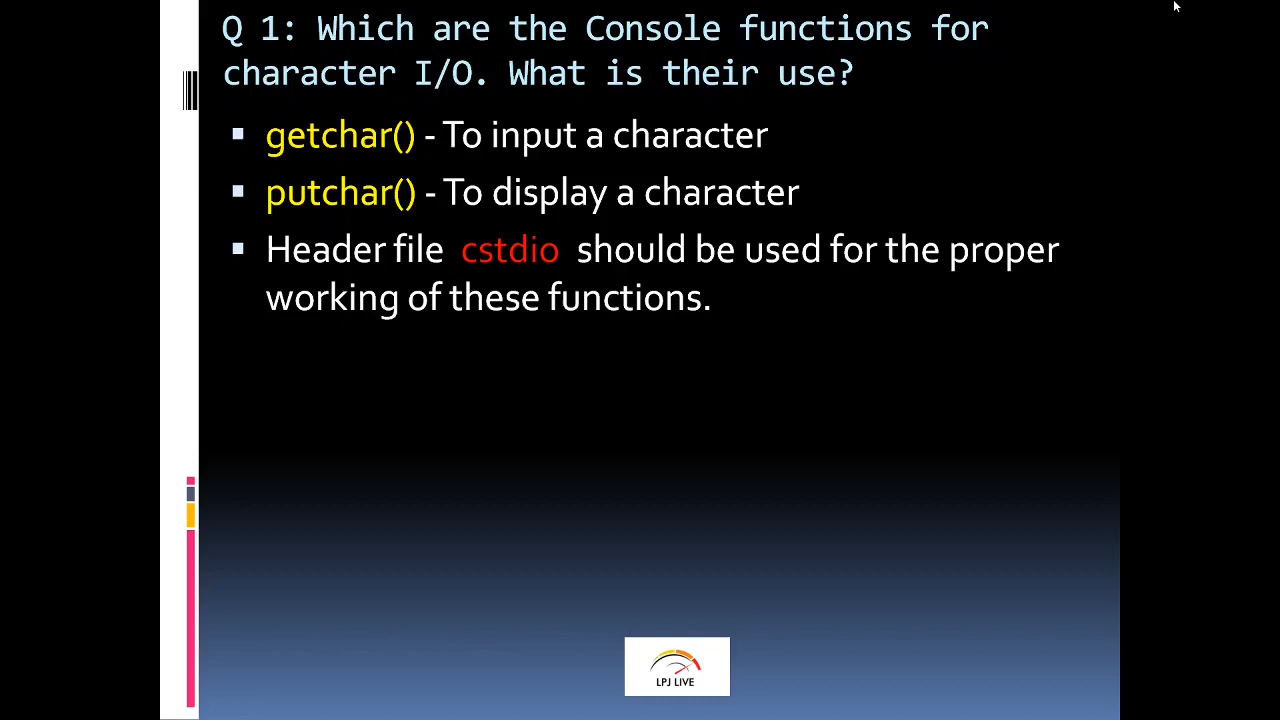 Q 1: Which are the Console functions for
character I/O. What is their use?
getchar() - To input a character
putchar() - To display a character
Header file cstdio should be used for the proper
working of these functions.
LPJ LIVE